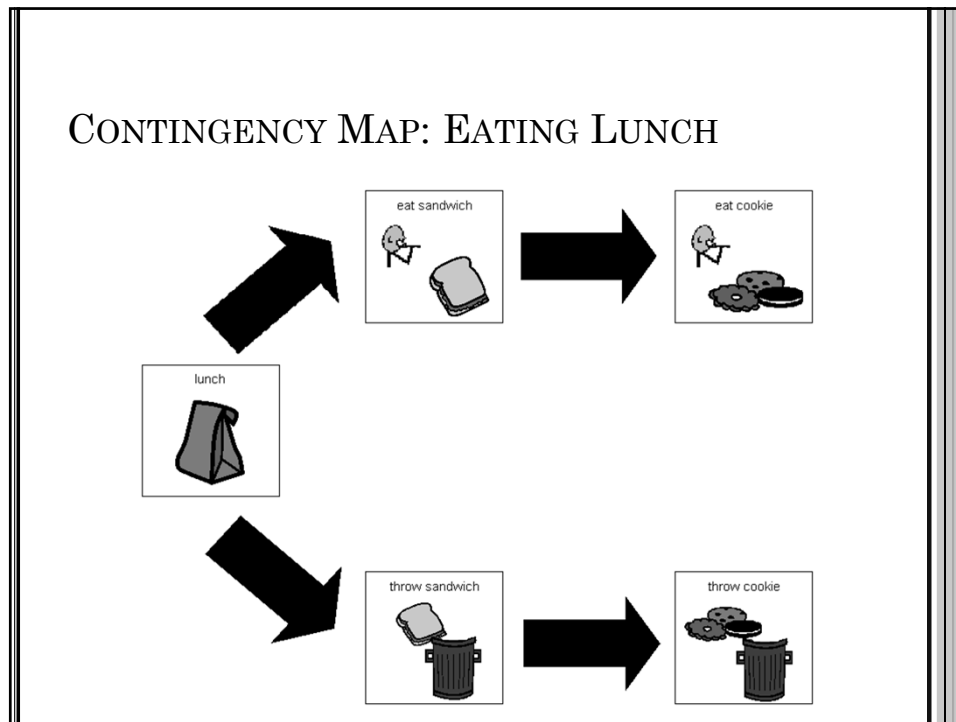 CONTINGENCY MAP: EATING LUNCH
eat sandwich
eat cookie
lunch
throw sandwich
throw cookie